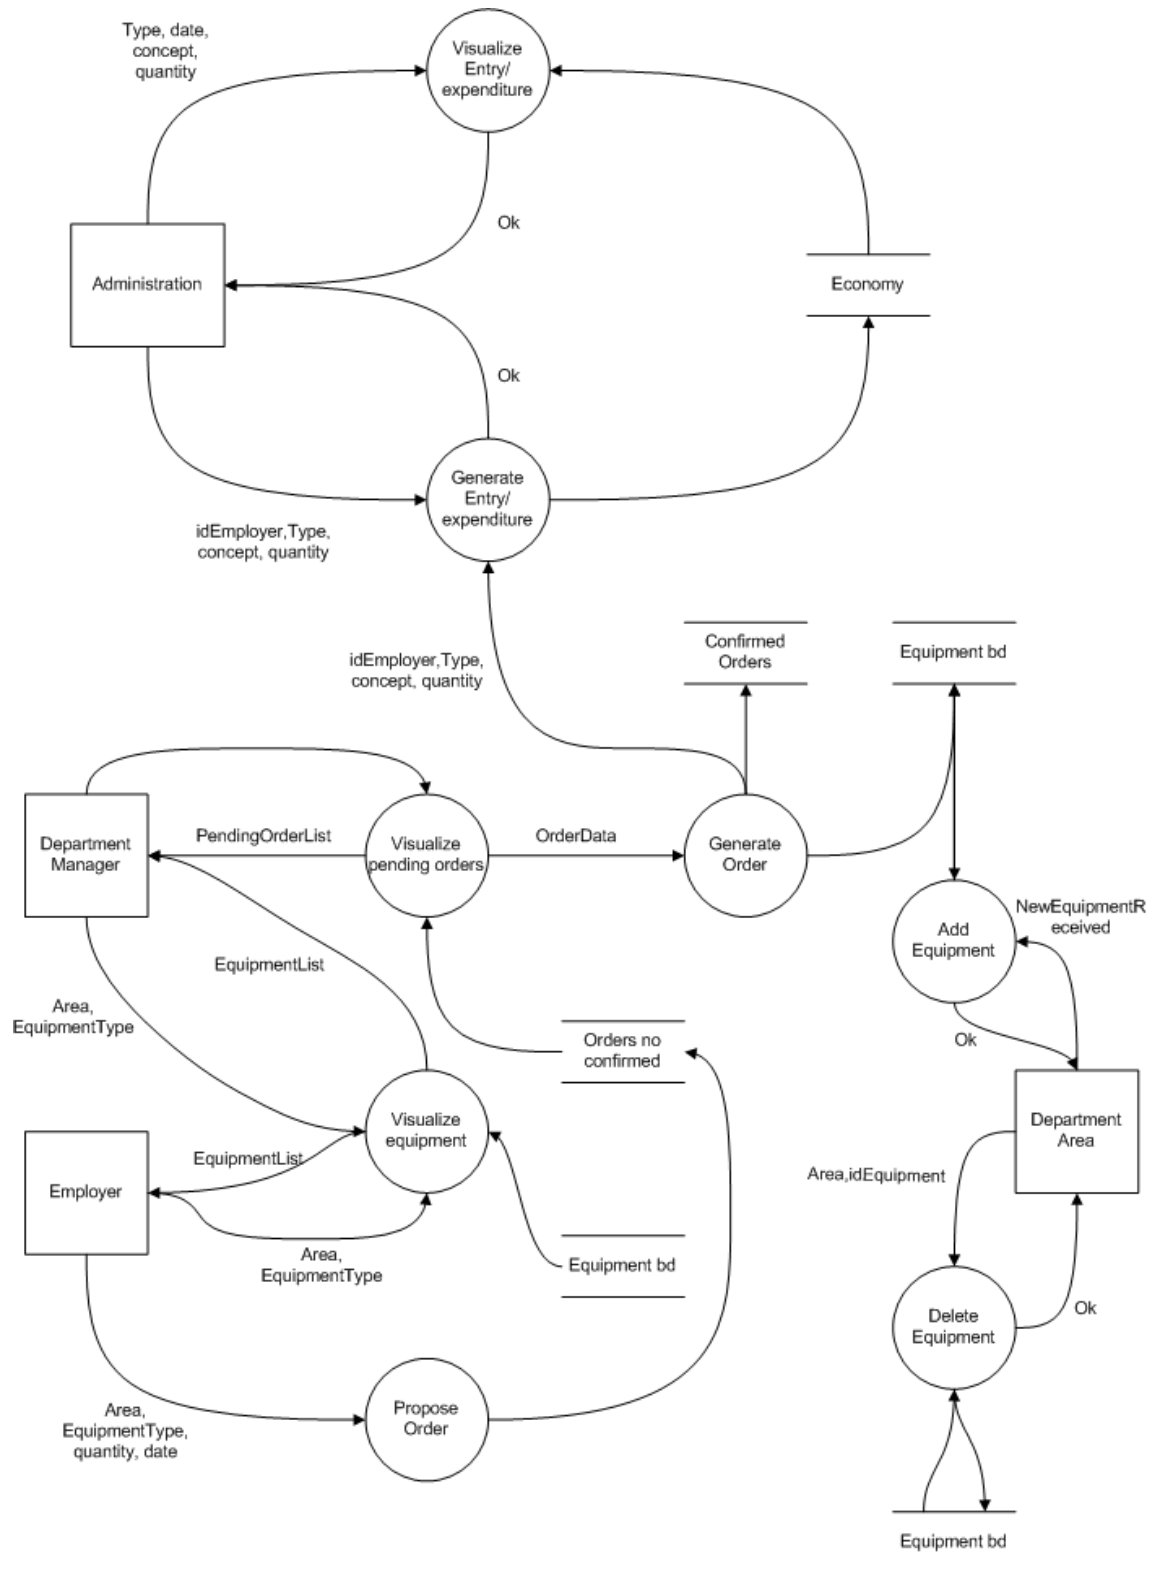 Type, date,
concept,
quantity
Visualize
Entry/
expenditure
Ok
Administration
Economy
Ok
Generate
Entry/
expenditure
idEmployer,Type,
concept, quantity
idEmployer,Type,
concept, quantity
Confirmed
Orders
Equipment bd
Department
Manager
PendingOrderList
Visualize
pending orders
OrderData
Generate
Order
NewEquipmentR
eceived
Add
Equipment
EquipmentList
Area,
EquipmentType
Ok
Orders no
confirmed
Visualize
equipment
Department
Area
EquipmentList
Area,idEquipment
Employer
Area,
EquipmentType
Equipment bd
Ok
Delete
Equipment
Propose
Order
Area,
EquipmentType,
quantity, date
Equipment bd